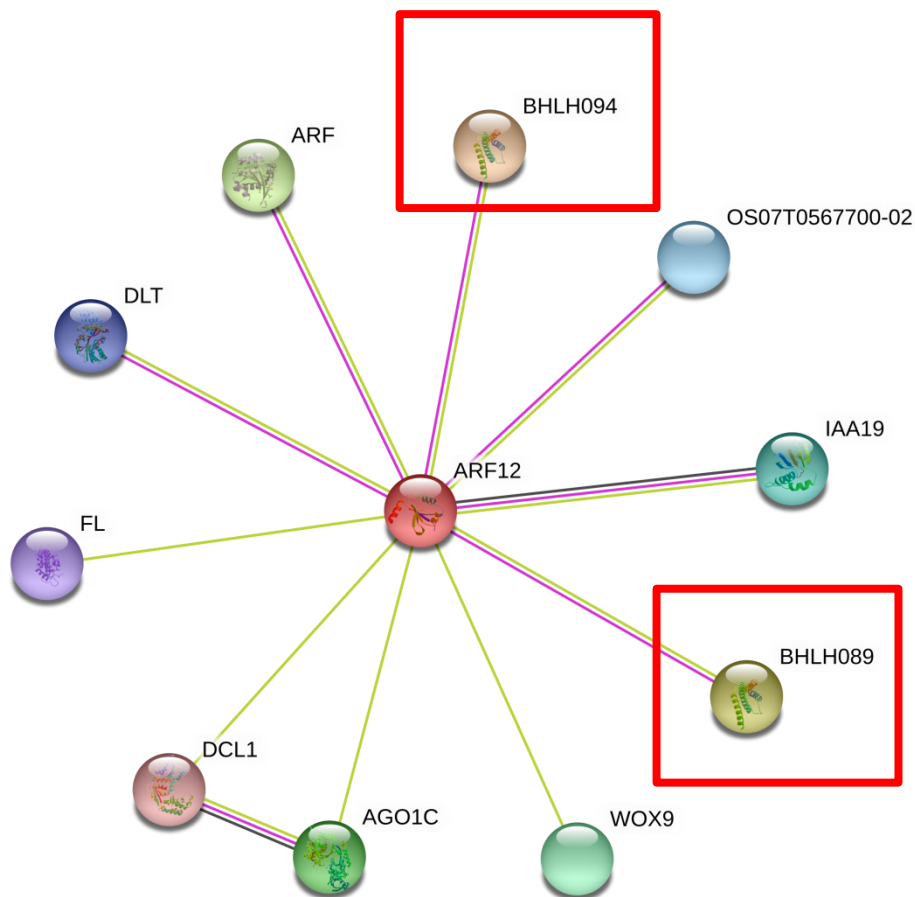 BHLH094
ARF
OS07T0567700-02
DLT
IAA19
ARF12
FL
BHLH089
DCL1
AGO1C
WOX9